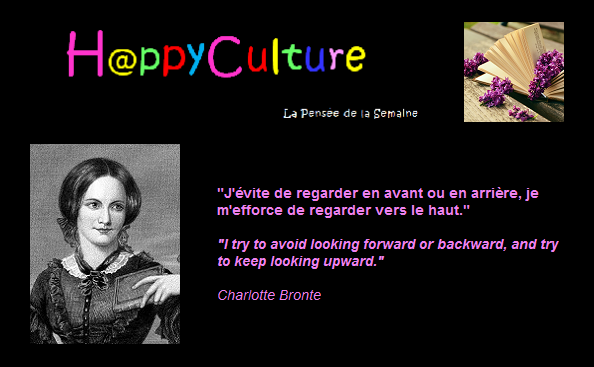 H@ppyCulture
La Pensée de la Semaine
"J'évite de regarder en avant ou en arrière, je
m'efforce de regarder vers le haut."
"I try to avoid looking forward or backward, and try
to keep looking upward."
Charlotte Bronte